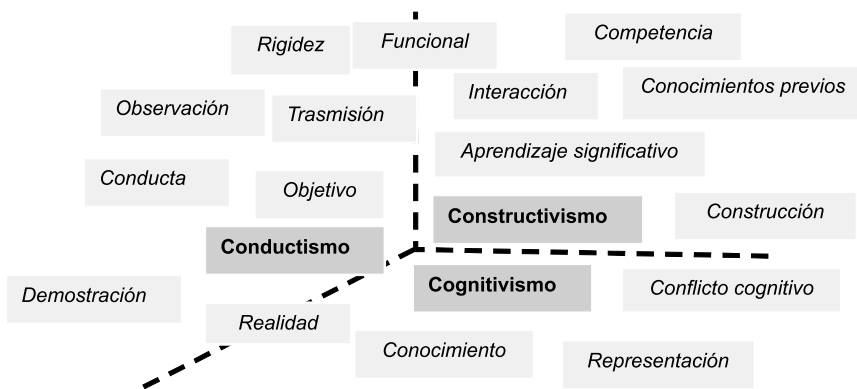 Rigidez
Funcional
Competencia
Observación
Trasmisión
Interacción
Conocimientos previos
Conducta
Objetivo
Aprendizaje significativo
Conductismo
Constructivismo
Construcción
Cognitivismo
Demostración
Realidad
Conflicto cognitivo
Conocimiento
Representación